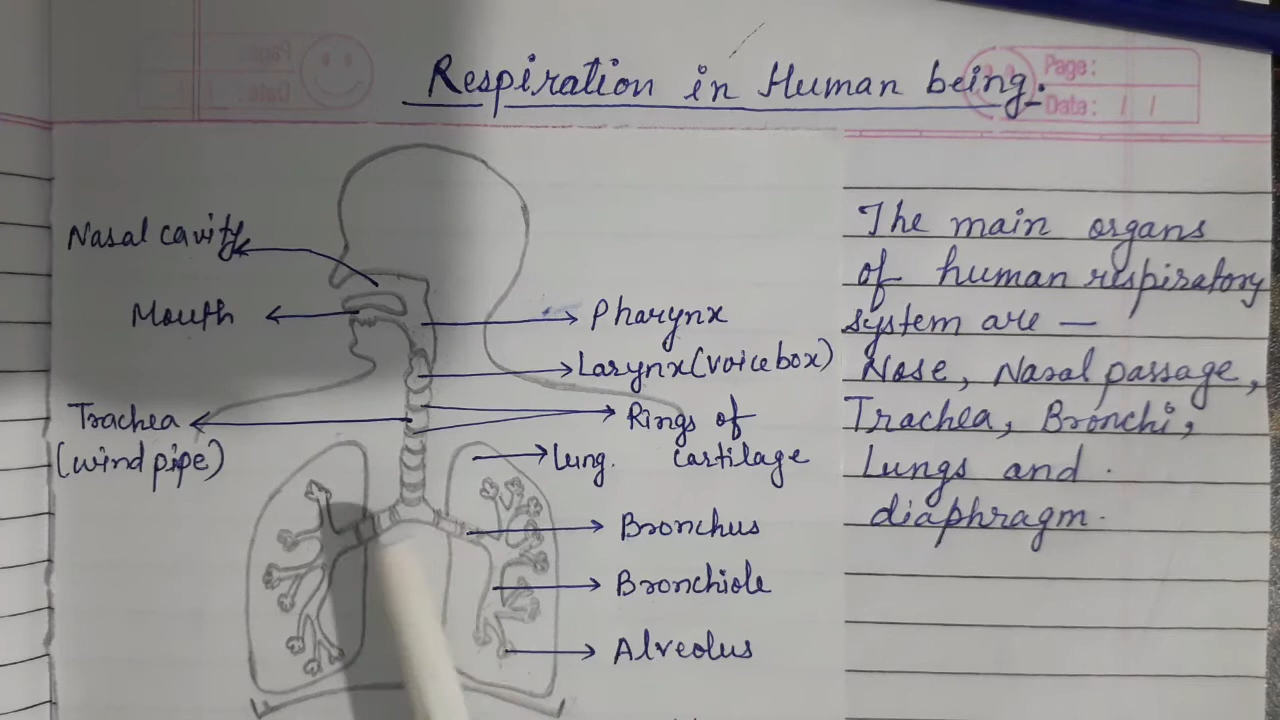 Respiration in Human being.
Page:
Data: / /
Nasal cavity
Mouth
Trachea
(wind pipe)
Pharynx
Larynx(voice box)
Rings of
cartilage
Lung.
Bronchus
Bronchiole
Alveolus
The main organs
of human respiratory
system are —
Nose, Nasal passage,
Trachea, Bronchi,
Lungs and
diaphragm.